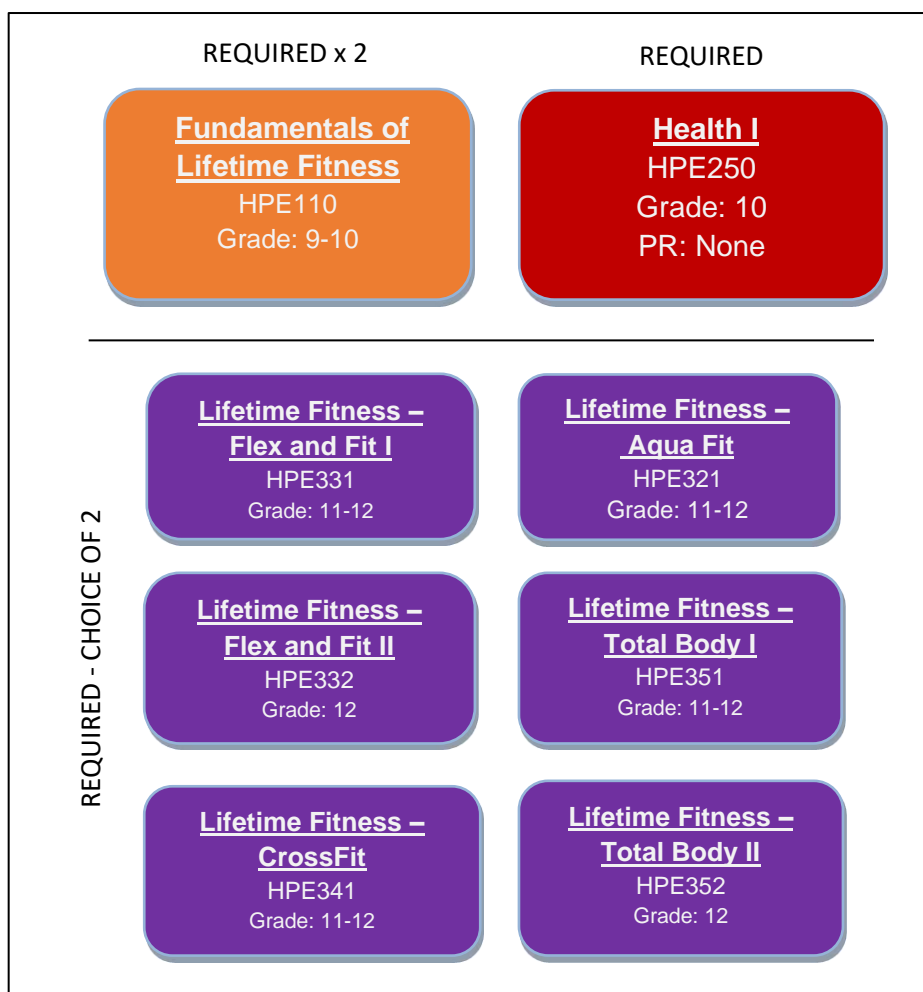 REQUIRED x 2
REQUIRED
Fundamentals of
Lifetime Fitness
HPE110
Grade: 9-10
Health I
HPE250
Grade: 10
PR: None
REQUIRED - CHOICE OF 2
Lifetime Fitness –
Flex and Fit I
HPE331
Grade: 11-12
Lifetime Fitness –
Aqua Fit
HPE321
Grade: 11-12
Lifetime Fitness –
Flex and Fit II
HPE332
Grade: 12
Lifetime Fitness –
Total Body I
HPE351
Grade: 11-12
Lifetime Fitness –
CrossFit
HPE341
Grade: 11-12
Lifetime Fitness –
Total Body II
HPE352
Grade: 12